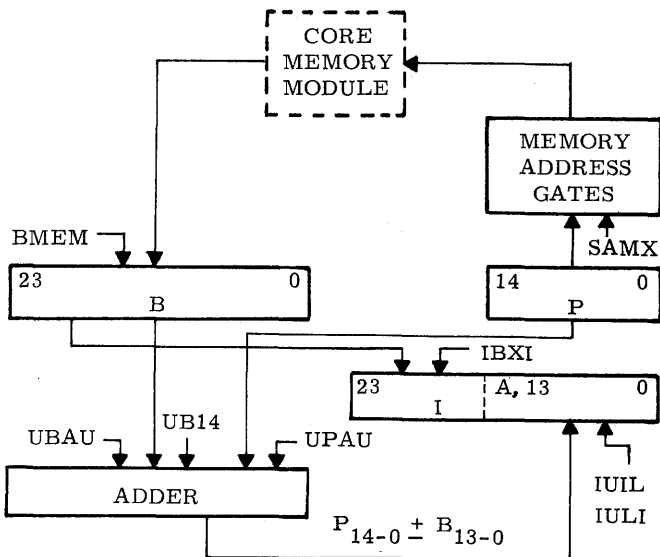 CORE
MEMORY
MODULE
MEMORY
ADDRESS
GATES
BMEM
SAMX
23 0
B
14 0
P
IBXI
23 A, 13 0
I
UBAU
UB14
UPAU
ADDER
IUIL
IULI
P14-0 ± B13-0